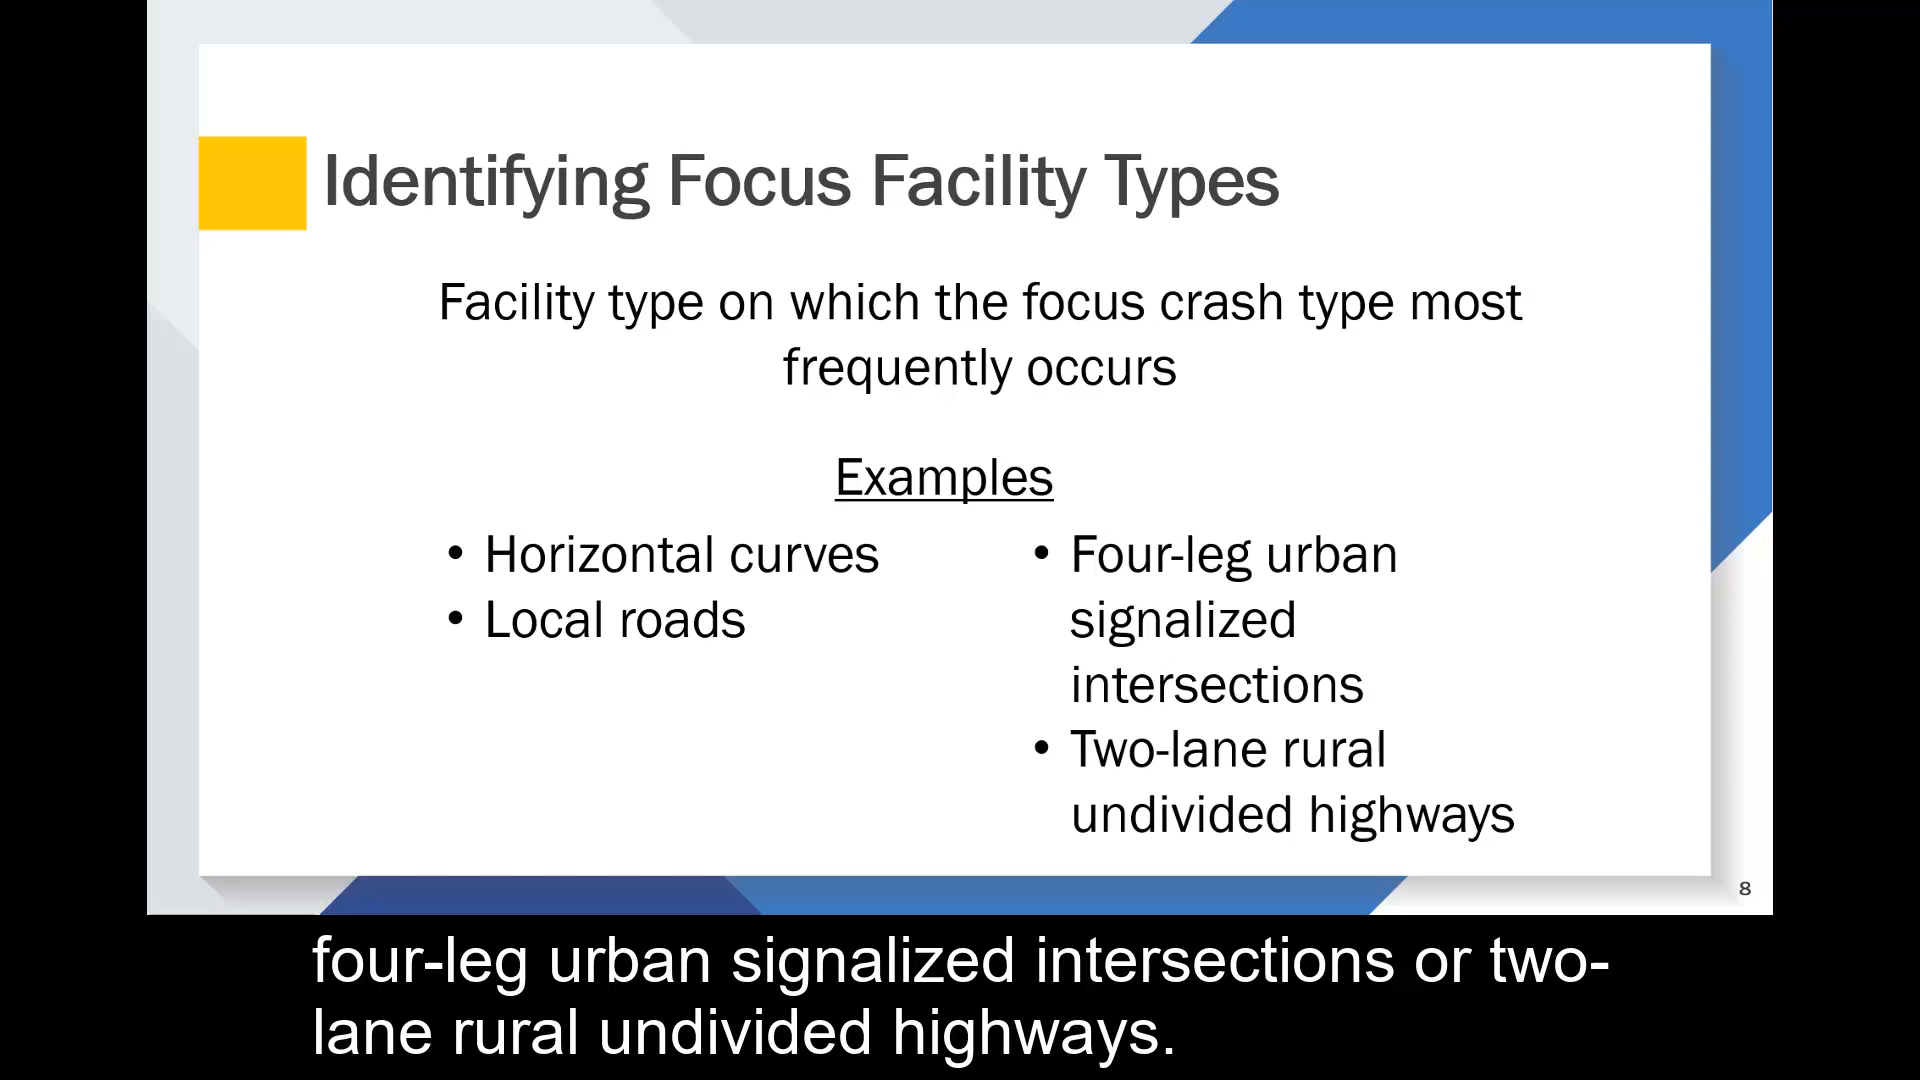 Identifying Focus Facility Types
Facility type on which the focus crash type most
frequently occurs
Examples
• Horizontal curves
• Local roads
• Four-leg urban
signalized
intersections
• Two-lane rural
undivided highways
8
four-leg urban signalized intersections or two-
lane rural undivided highways.